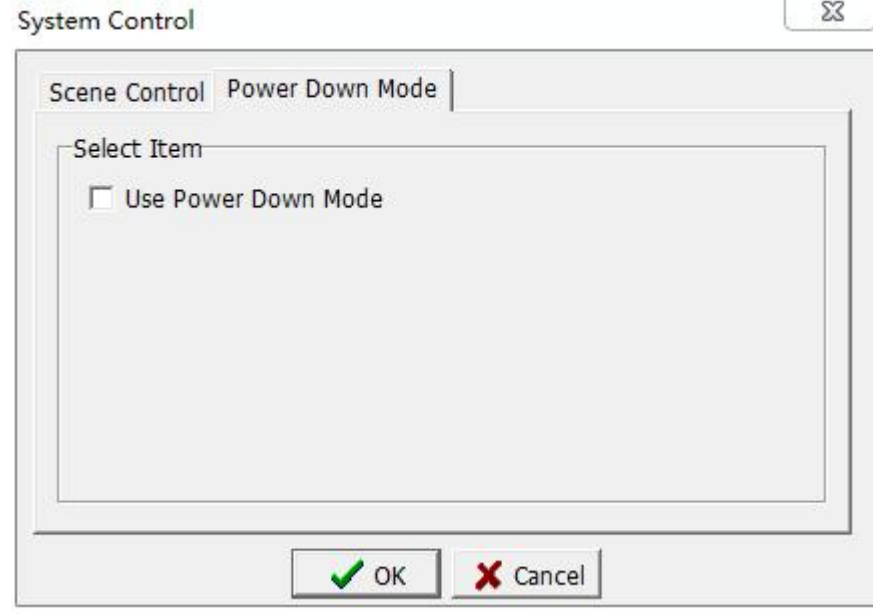 System Control
Scene Control Power Down Mode
Select Item
Use Power Down Mode
OK Cancel